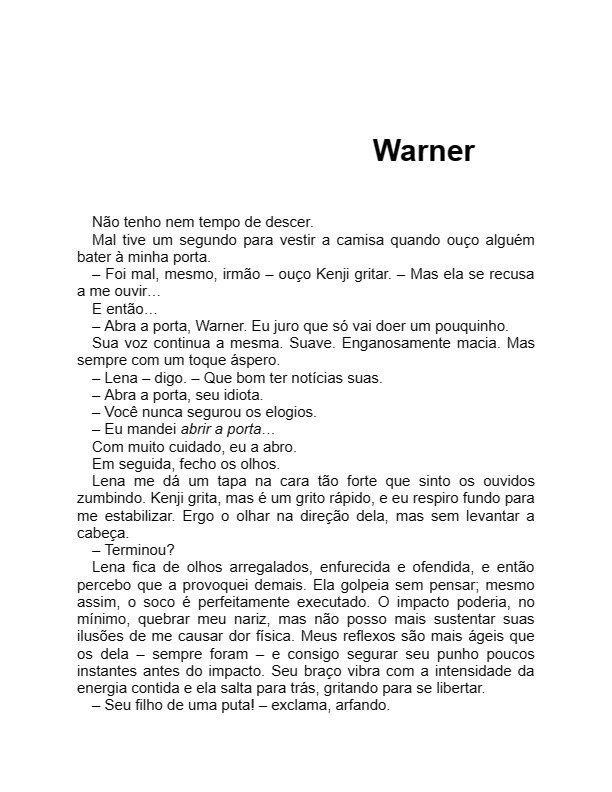 Warner
Não tenho nem tempo de descer.
Mal tive um segundo para vestir a camisa quando ouço alguém
bater à minha porta.
– Foi mal, mesmo, irmão – ouço Kenji gritar. – Mas ela se recusa
a me ouvir…
E então…
– Abra a porta, Warner. Eu juro que só vai doer um pouquinho.
Sua voz continua a mesma. Suave. Enganosamente macia. Mas
sempre com um toque áspero.
– Lena – digo. – Que bom ter notícias suas.
– Abra a porta, seu idiota.
– Você nunca segurou os elogios.
– Eu mandei abrir a porta…
Com muito cuidado, eu a abro.
Em seguida, fecho os olhos.
Lena me dá um tapa na cara tão forte que sinto os ouvidos
zumbindo. Kenji grita, mas é um grito rápido, e eu respiro fundo para
me estabilizar. Ergo o olhar na direção dela, mas sem levantar a
cabeça.
– Terminou?
Lena fica de olhos arregalados, enfurecida e ofendida, e então
percebo que a provoquei demais. Ela golpeia sem pensar; mesmo
assim, o soco é perfeitamente executado. O impacto poderia, no
mínimo, quebrar meu nariz, mas não posso mais sustentar suas
ilusões de me causar dor física. Meus reflexos são mais ágeis que
os dela – sempre foram – e consigo segurar seu punho poucos
instantes antes do impacto. Seu braço vibra com a intensidade da
energia contida e ela salta para trás, gritando para se libertar.
– Seu filho de uma puta! – exclama, arfando.